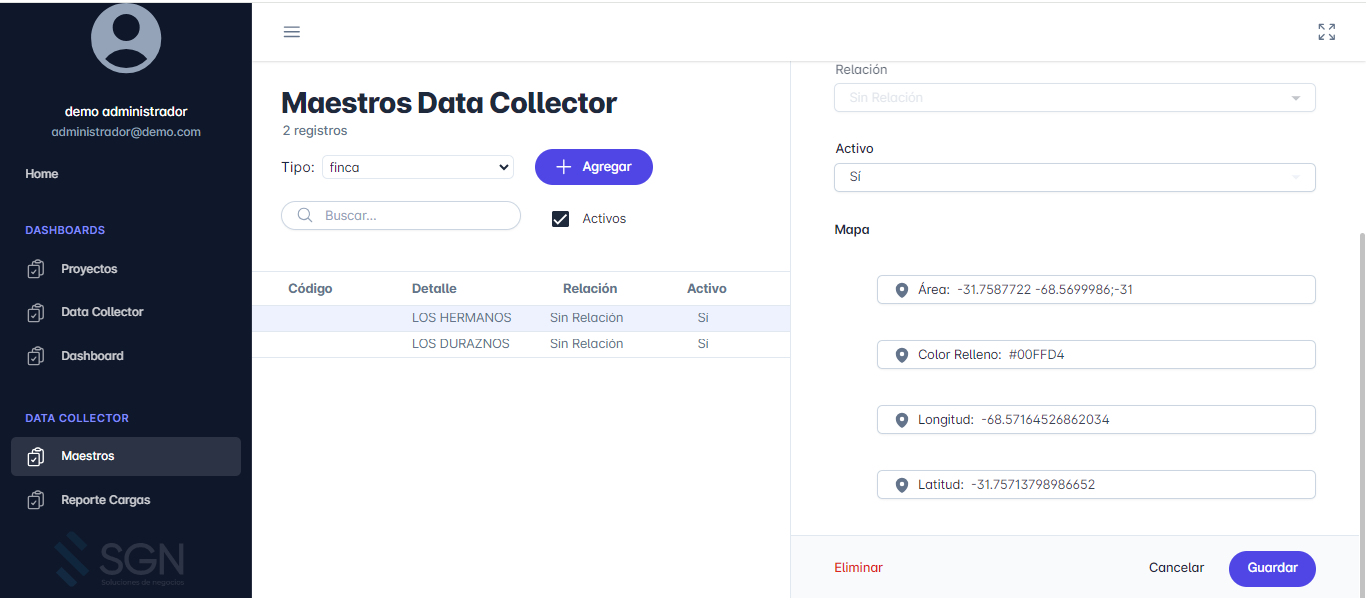 demo administrador
administrador@demo.com
Home
DASHBOARDS
Proyectos
Data Collector
Dashboard
DATA COLLECTOR
Maestros
Reporte Cargas
SGN
Soluciones de negocios
Maestros Data Collector
2 registros
Tipo: finca
Agregar
Buscar...
Activos
Código Detalle Relación Activo
LOS HERMANOS Sin Relación Sí
LOS DURAZNOS Sin Relación Sí
Relación
Sin Relación
Activo
Sí
Mapa
Área: -31.7587722 -68.5699986;-31
Color Relleno: #00FFD4
Longitud: -68.57164526862034
Latitud: -31.75713798986652
Eliminar Cancelar Guardar